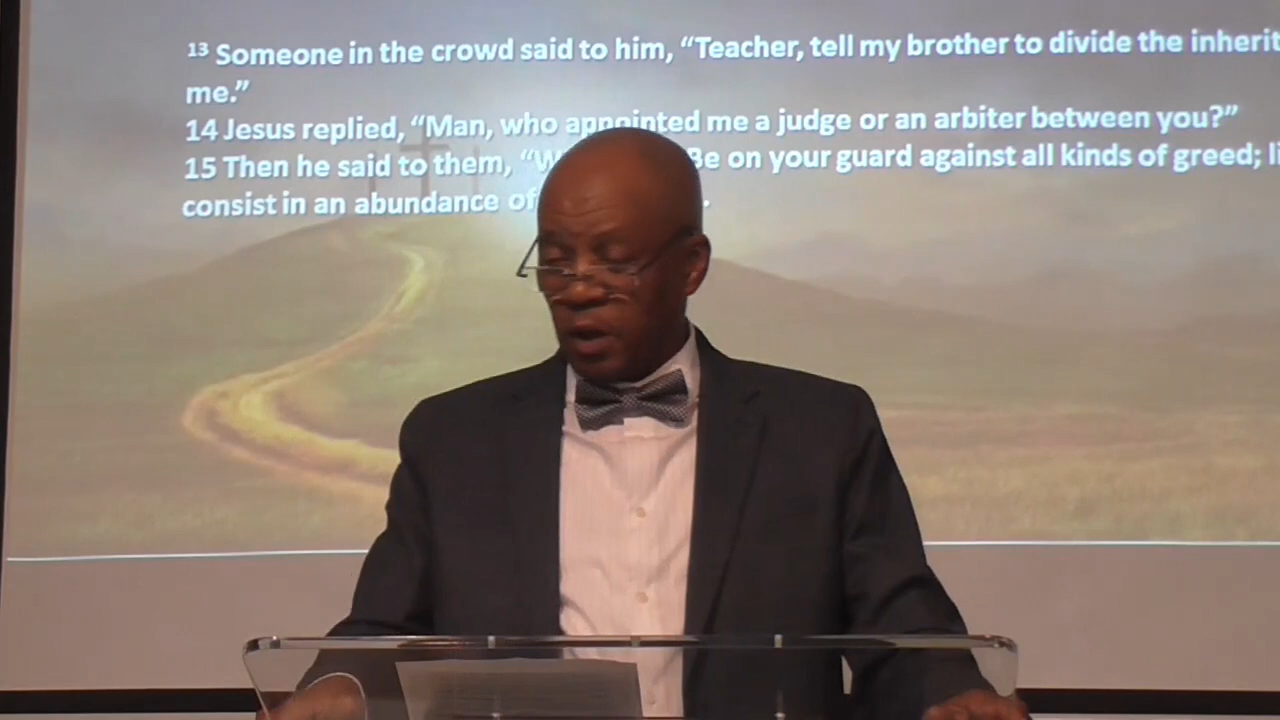 13 Someone in the crowd said to him, “Teacher, tell my brother to divide the inherit
me.”
14 Jesus replied, “Man, who appointed me a judge or an arbiter between you?”
15 Then he said to them, “W Be on your guard against all kinds of greed; li
consist in an abundance of .